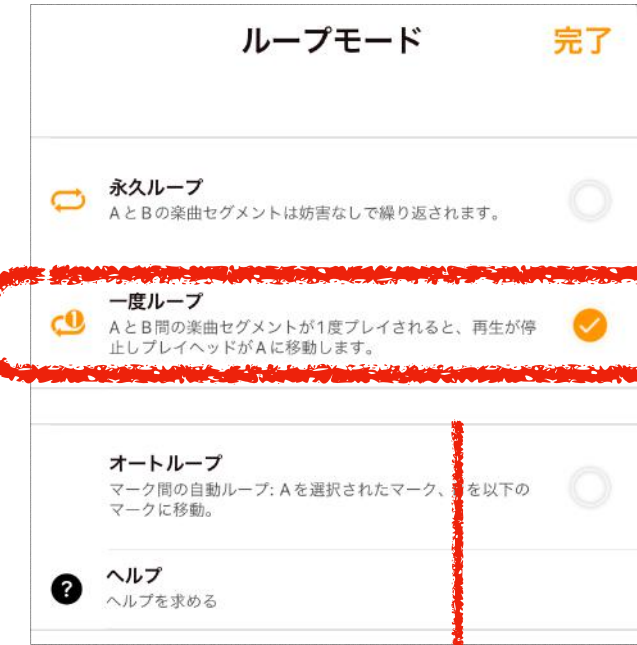 ループモード
完了
永久ループ
AとBの楽曲セグメントは妨害なしで繰り返されます。
一度ループ
AとB間の楽曲セグメントが1度プレイされると、再生が停
止しプレイヘッドがAに移動します。
オートループ
マーク間の自動ループ: Aを選択されたマーク、を以下の
マークに移動。
ヘルプ
ヘルプを求める